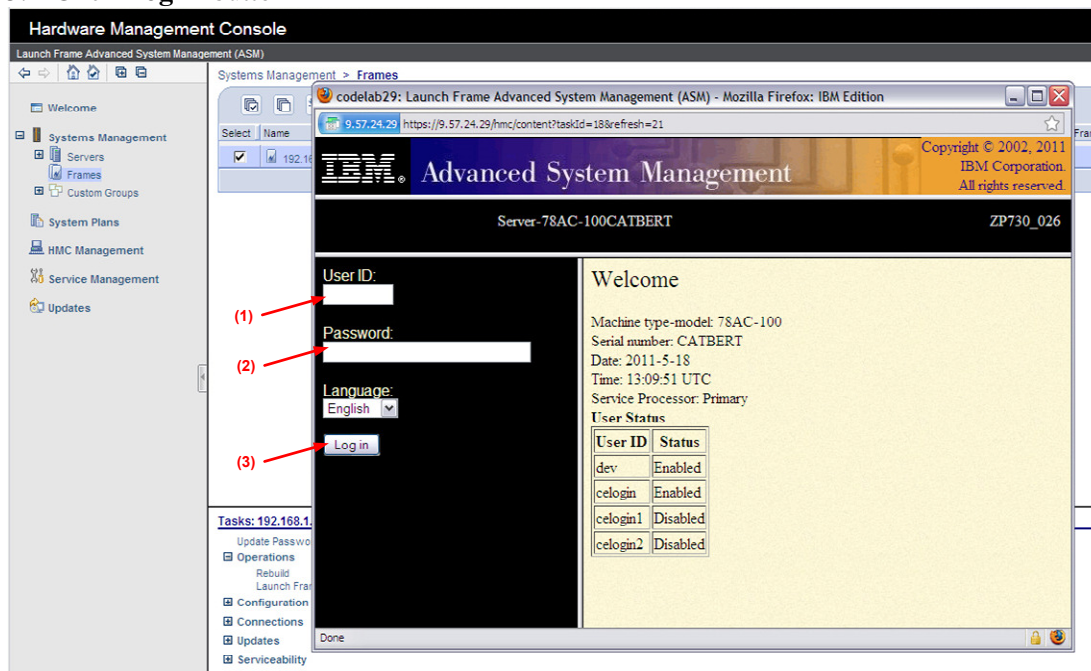 Hardware Management Console
Launch Frame Advanced System Management (ASM)
Systems Management > Frames
Welcome
Systems Management
Servers
Frames
Custom Groups
System Plans
HMC Management
Service Management
Updates
Select Name
codelab29: Launch Frame Advanced System Management (ASM) - Mozilla Firefox: IBM Edition
9.57.24.29 https://9.57.24.29/hmc/content?taskId=18&refresh=21
IBM. Advanced System Management
Copyright © 2002, 2011
IBM Corporation.
All rights reserved.
Server-78AC-100CATBERT ZP730_026
User ID:
(1)
Password:
(2)
Language:
English
Log in
(3)
Welcome
Machine type-model: 78AC-100
Serial number: CATBERT
Date: 2011-5-18
Time: 13:09:51 UTC
Service Processor: Primary
User Status
User ID Status
dev Enabled
celogin Enabled
celogin1 Disabled
celogin2 Disabled
Done
Tasks: 192.168.1.
Update Passwo
Operations
Rebuild
Launch Fra
Configuration
Connections
Updates
Serviceability